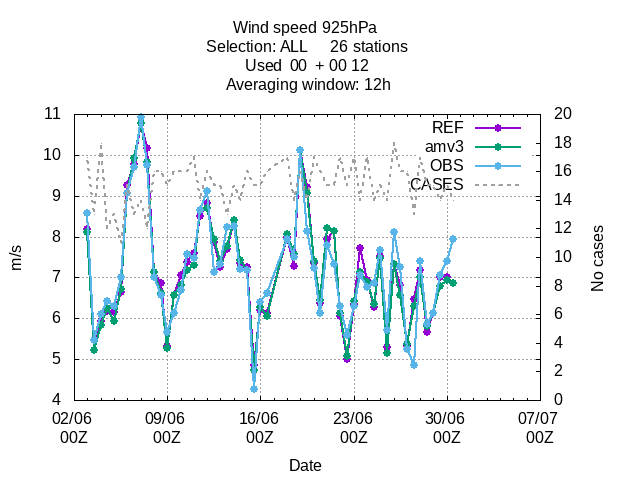 Wind speed 925hPa
Selection: ALL     26 stations
Used  00  + 00 12
Averaging window: 12h
11
10
9
8
7
6
5
4
m/s
20
18
16
14
12
10
8
6
4
2
0
No cases
REF
amv3
OBS
CASES
02/06 09/06 16/06 23/06 30/06 07/07
00Z 00Z 00Z 00Z 00Z 00Z
Date